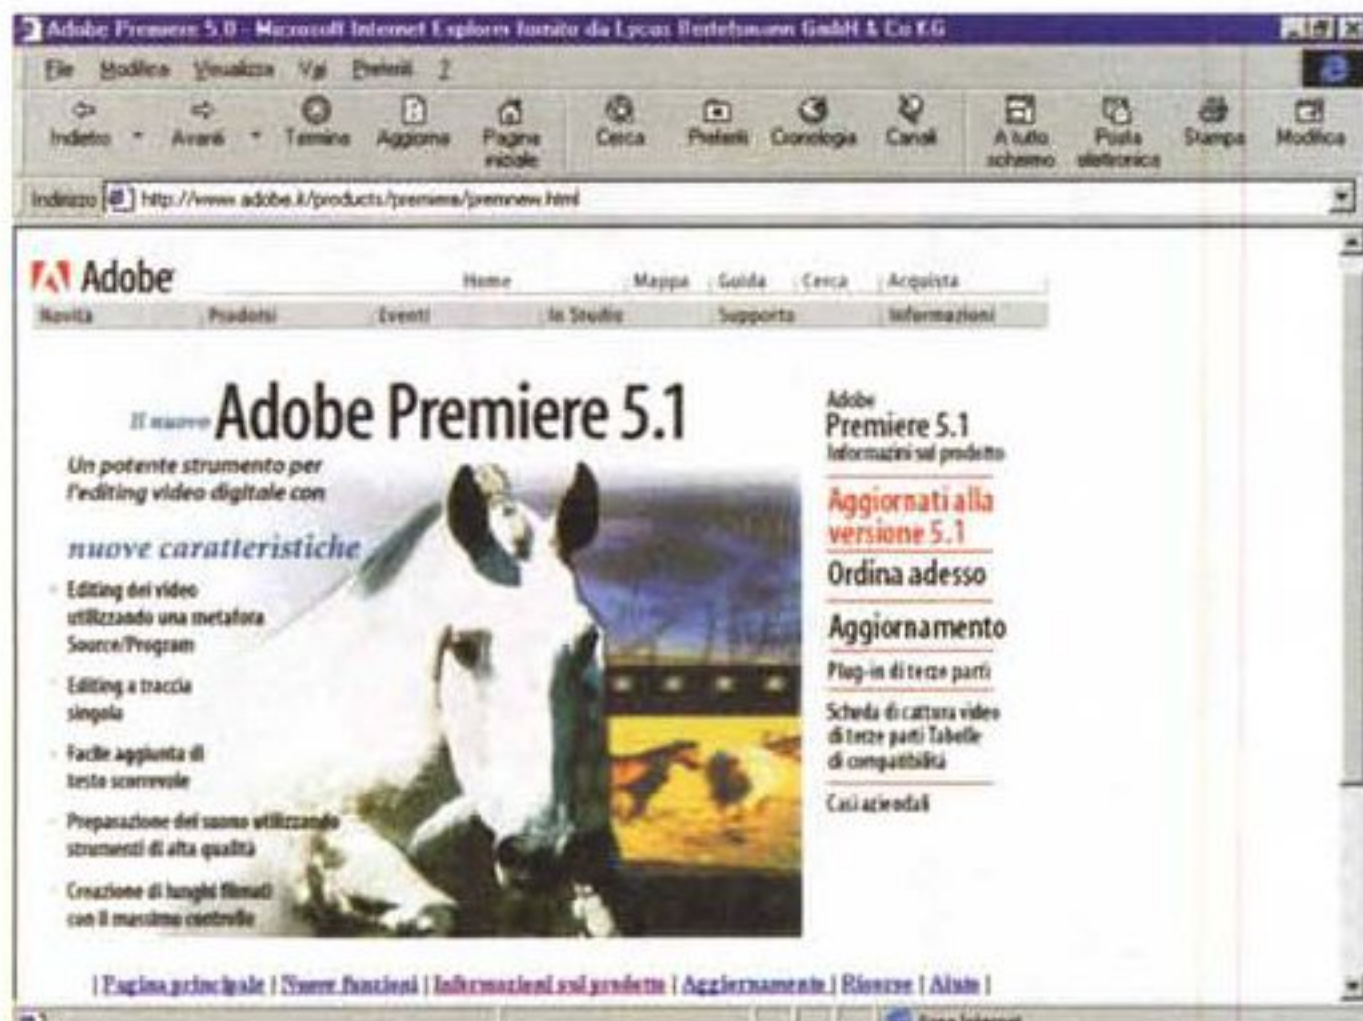 Adobe Premiere 5.0 - Microsoft Internet Explorer fornito da Lycos Bertelsmann GmbH & Co KG
File Modifica Visualizza Vai Preferiti ?
Indietro Avanti Termina Aggiorna Pagina iniziale Cerca Preferiti Cronologia Canali A tutto schermo Posta elettronica Stampa Modifica
Indirizzo http://www.adobe.it/products/premiere/premnew.html
Adobe
Home Mappa Guida Cerca Acquista
Novità Prodotti Eventi In Studio Supporto Informazioni
Il nuovo Adobe Premiere 5.1
Un potente strumento per
l'editing video digitale con
nuove caratteristiche
Editing dei video
utilizzando una metafora
Source/Program
Editing a traccia
singola
Facile aggiunta di
testo scorrevole
Preparazione del suono utilizzando
strumenti di alta qualità
Creazione di lunghi filmati
con il massimo controllo
Adobe
Premiere 5.1
Informazini sul prodotto
Aggiornati alla
versione 5.1
Ordina adesso
Aggiornamento
Plug-in di terze parti
Scheda di cattura video
di terze parti Tabelle
di compatibilità
Casi aziendali
| Pagina principale | Nuove funzioni | Informazioni sul prodotto | Aggiornamento | Risorse | Aiuto |
Area Internet